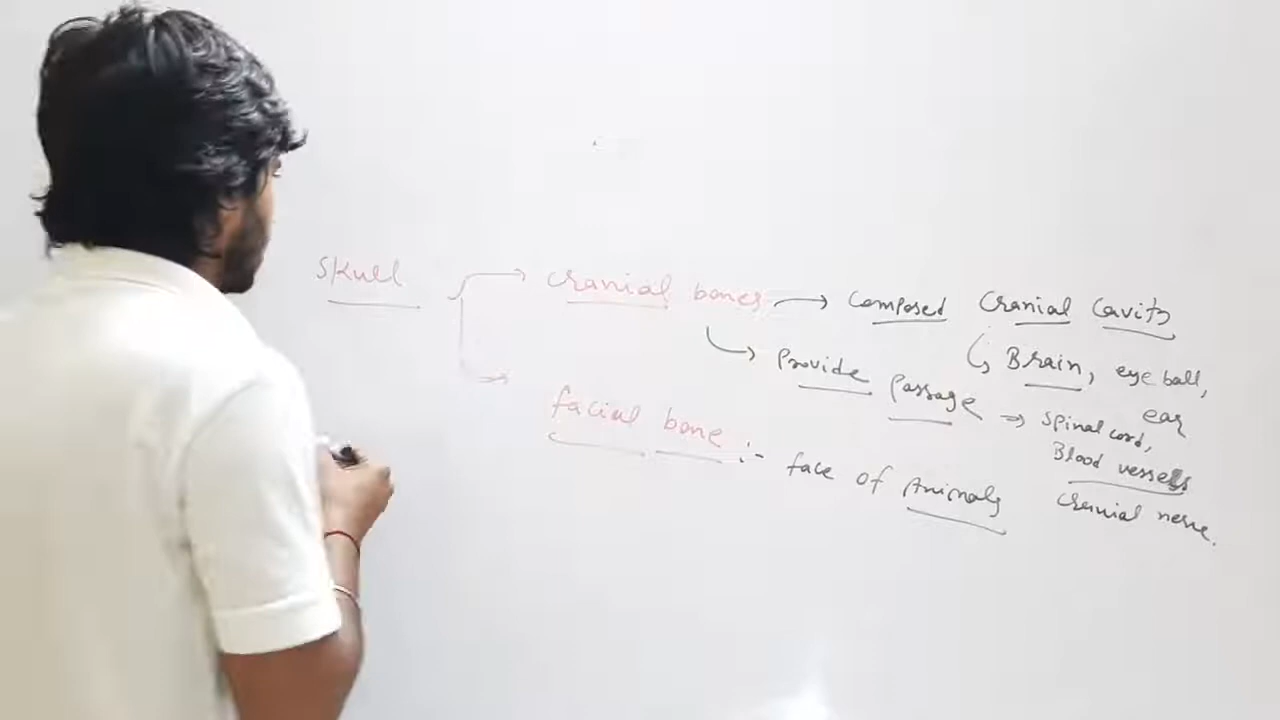 Skull
Cranial bones → Composed Cranial Cavity
↳ Brain, eye ball,
ear
Provide Passage → Spinal cord,
Blood vessels
Cranial nerve.
facial bone :- face of Animals